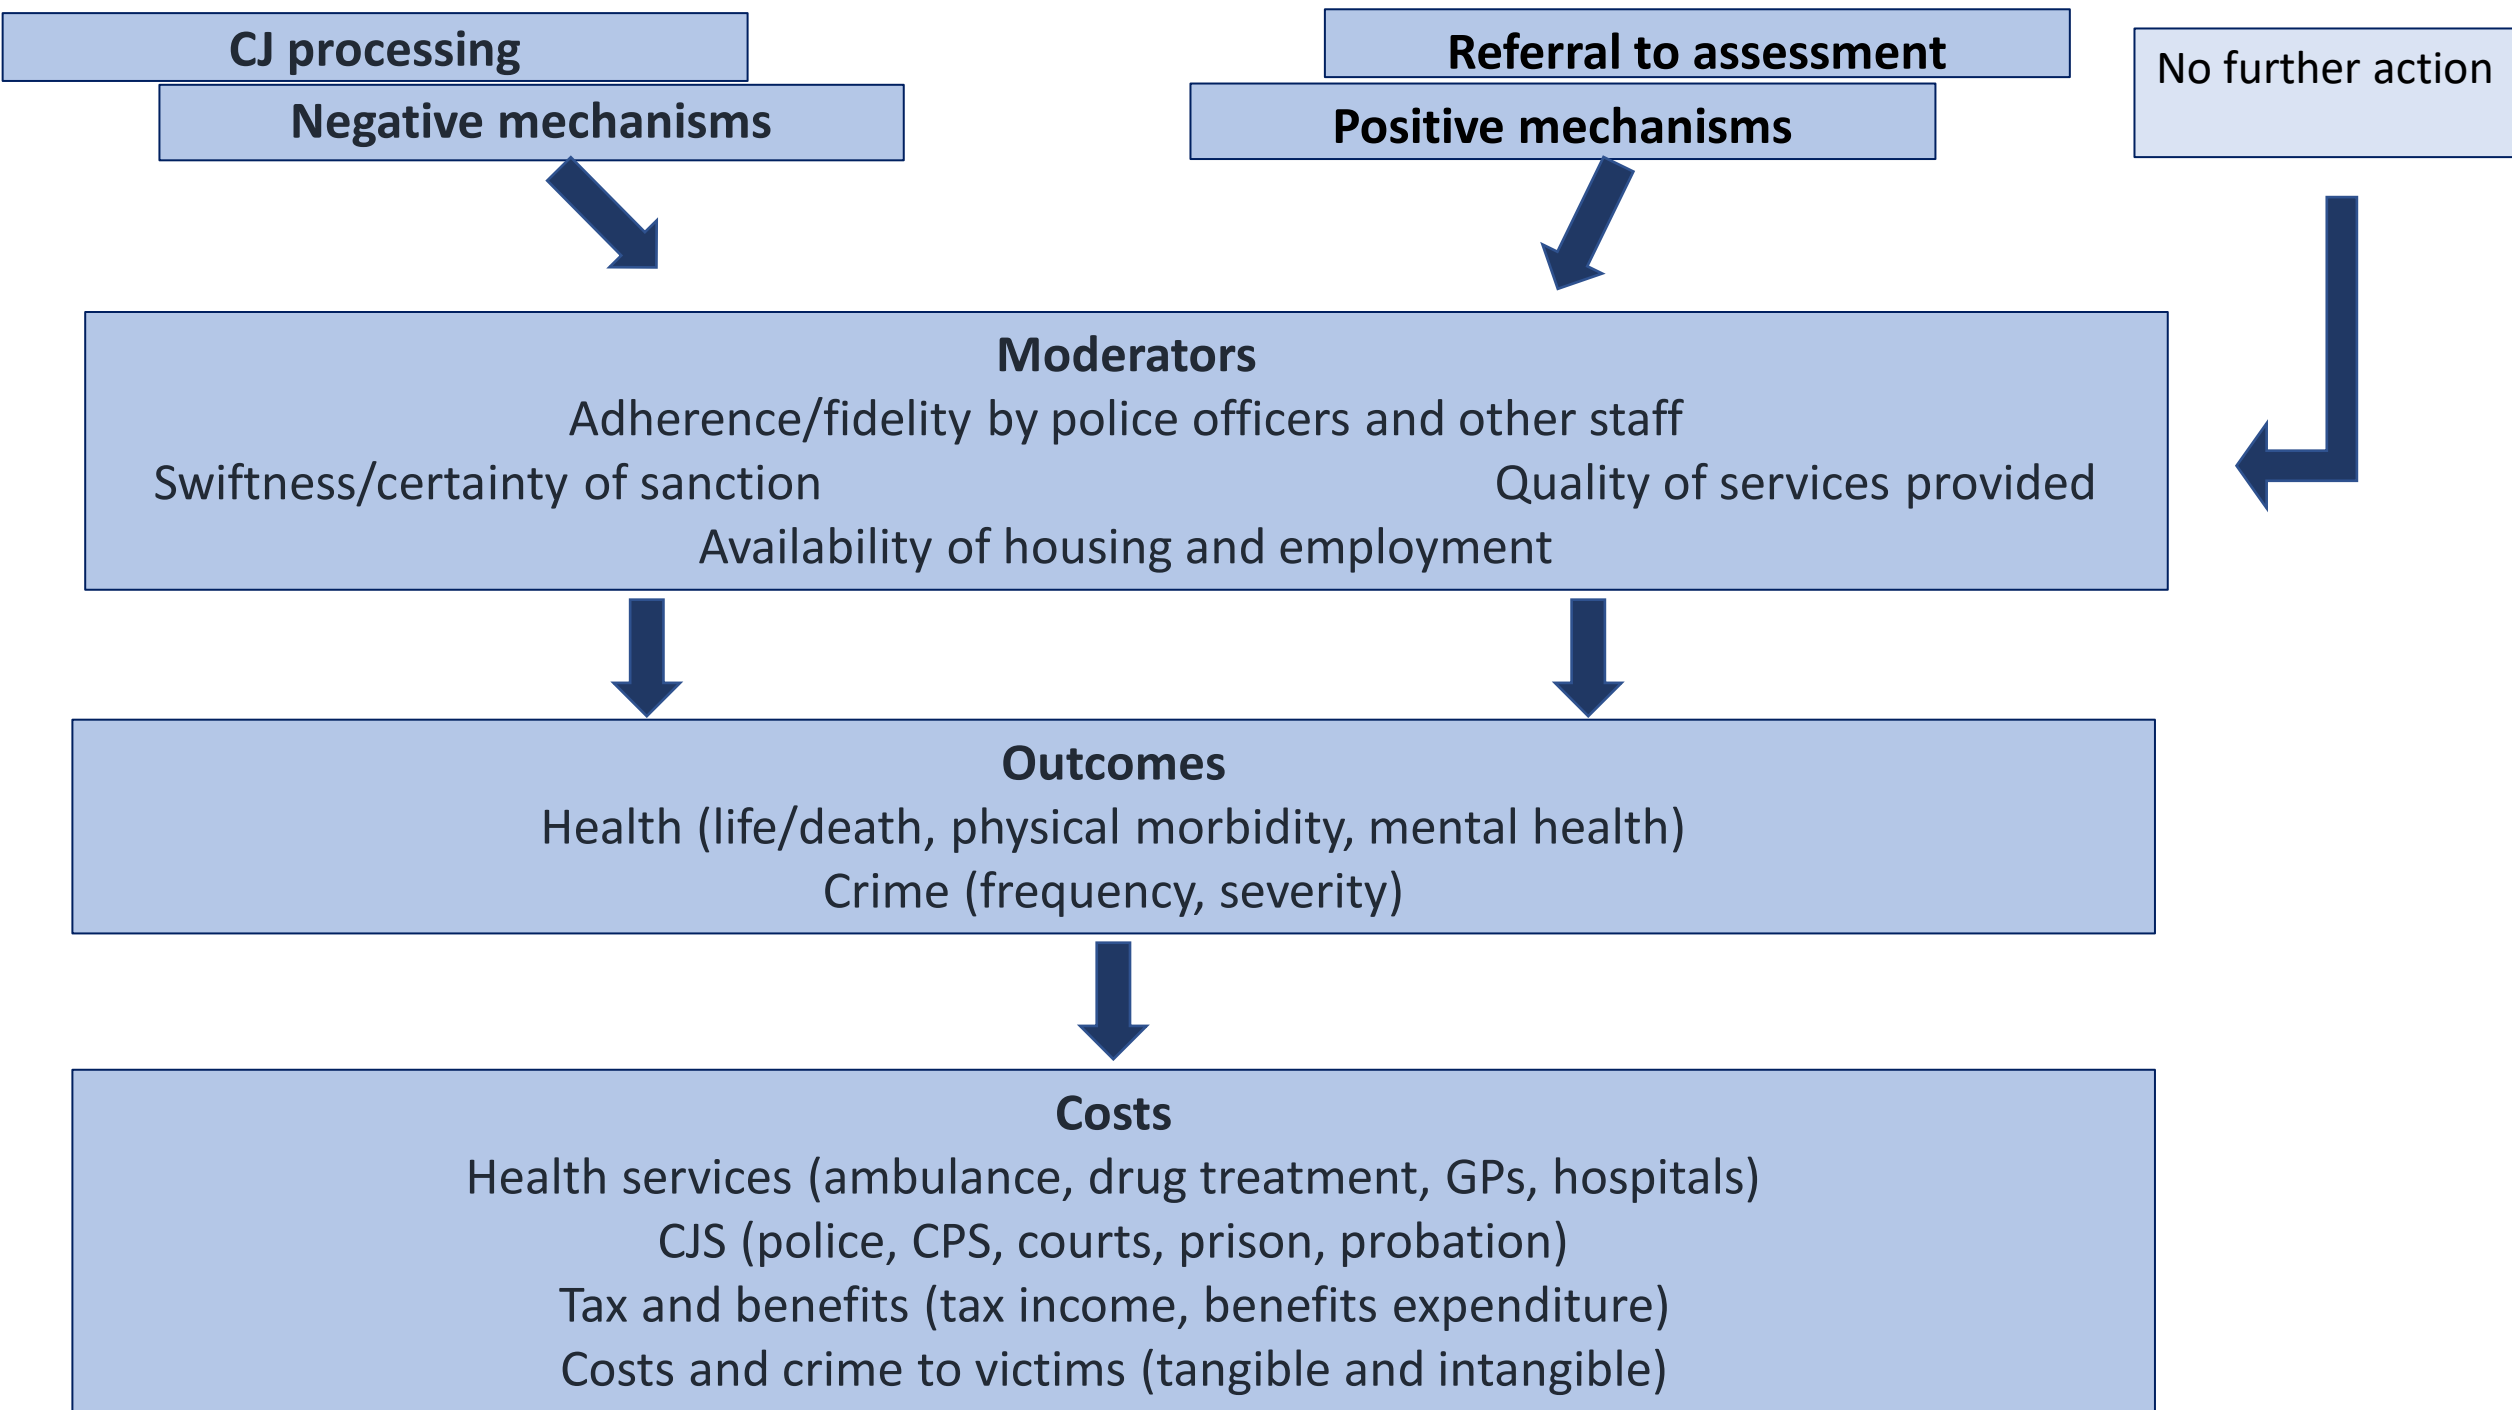 CJ processing
Negative mechanisms
Referral to assessment
Positive mechanisms
No further action
Moderators
Adherence/fidelity by police officers and other staff
Swiftness/certainty of sanction
Quality of services provided
Availability of housing and employment
Outcomes
Health (life/death, physical morbidity, mental health)
Crime (frequency, severity)
Costs
Health services (ambulance, drug treatment, GPs, hospitals)
CJS (police, CPS, courts, prison, probation)
Tax and benefits (tax income, benefits expenditure)
Costs and crime to victims (tangible and intangible)